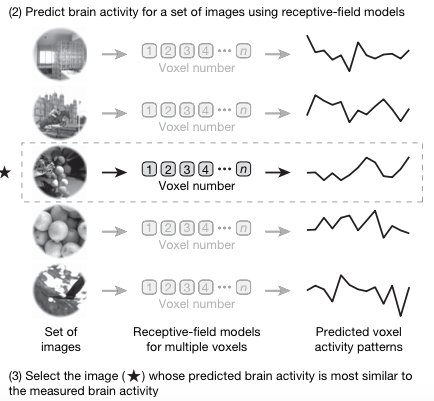 (2) Predict brain activity for a set of images using receptive-field models
1 2 3 4 ··· n
Voxel number
1 2 3 4 ··· n
Voxel number
★ 1 2 3 4 ··· n
Voxel number
1 2 3 4 ··· n
Voxel number
1 2 3 4 ··· n
Voxel number
Set of images
Receptive-field models for multiple voxels
Predicted voxel activity patterns
(3) Select the image (★) whose predicted brain activity is most similar to
the measured brain activity